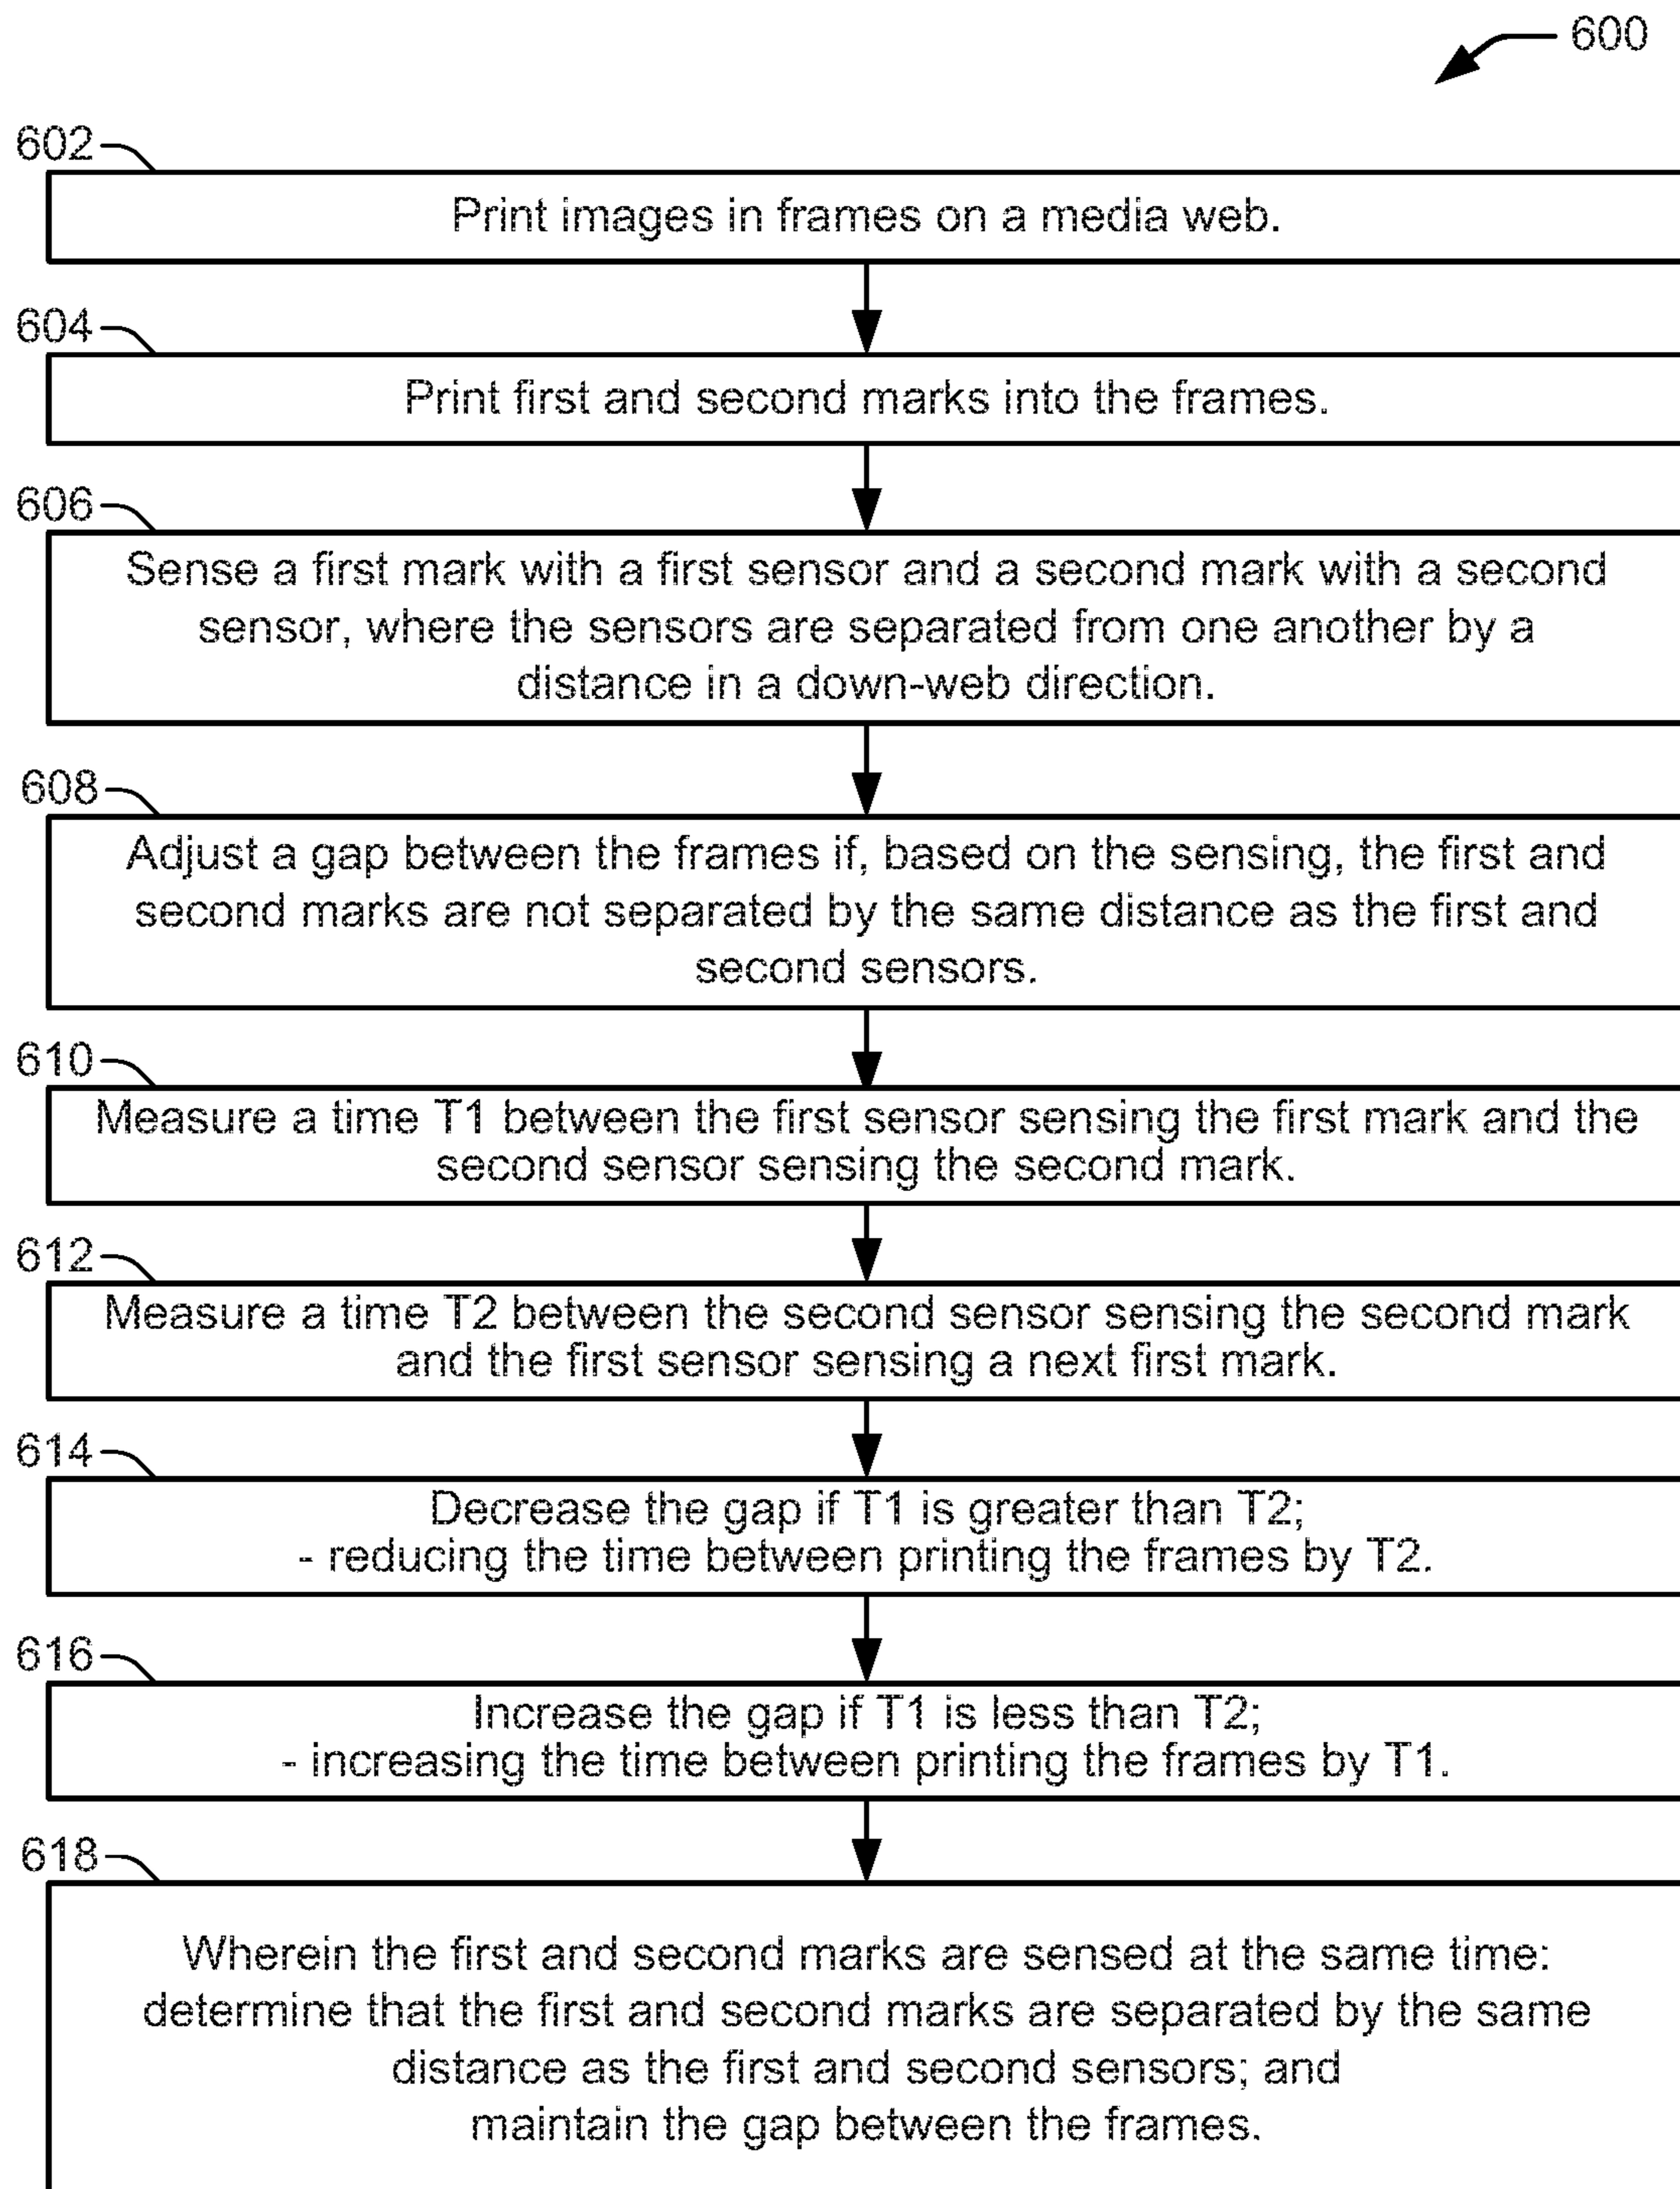 600
602
Print images in frames on a media web.
604
Print first and second marks into the frames.
606
Sense a first mark with a first sensor and a second mark with a second
sensor, where the sensors are separated from one another by a
distance in a down-web direction.
608
Adjust a gap between the frames if, based on the sensing, the first and
second marks are not separated by the same distance as the first and
second sensors.
610
Measure a time T1 between the first sensor sensing the first mark and the
second sensor sensing the second mark.
612
Measure a time T2 between the second sensor sensing the second mark
and the first sensor sensing a next first mark.
614
Decrease the gap if T1 is greater than T2;
- reducing the time between printing the frames by T2.
616
Increase the gap if T1 is less than T2;
- increasing the time between printing the frames by T1.
618
Wherein the first and second marks are sensed at the same time:
determine that the first and second marks are separated by the same
distance as the first and second sensors; and
maintain the gap between the frames.